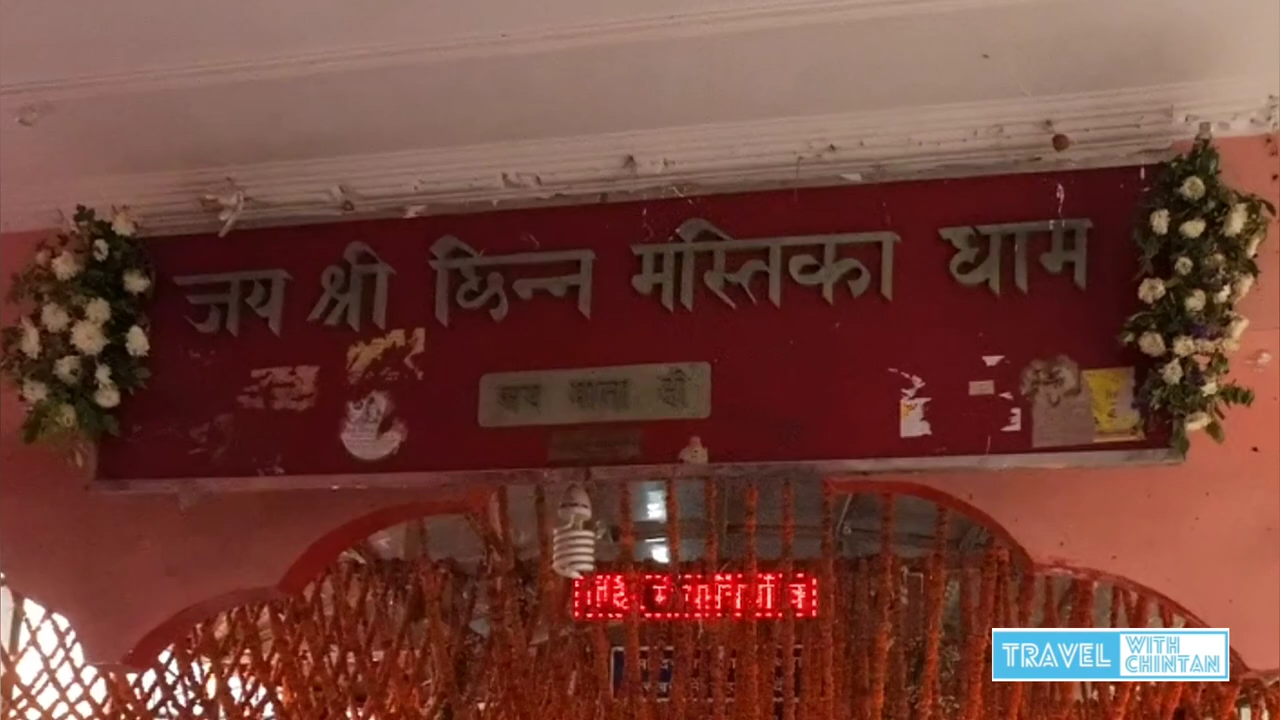 जय श्री छिन्न मस्तिका धाम
जय माता दी
TRAVEL WITH CHINTAN